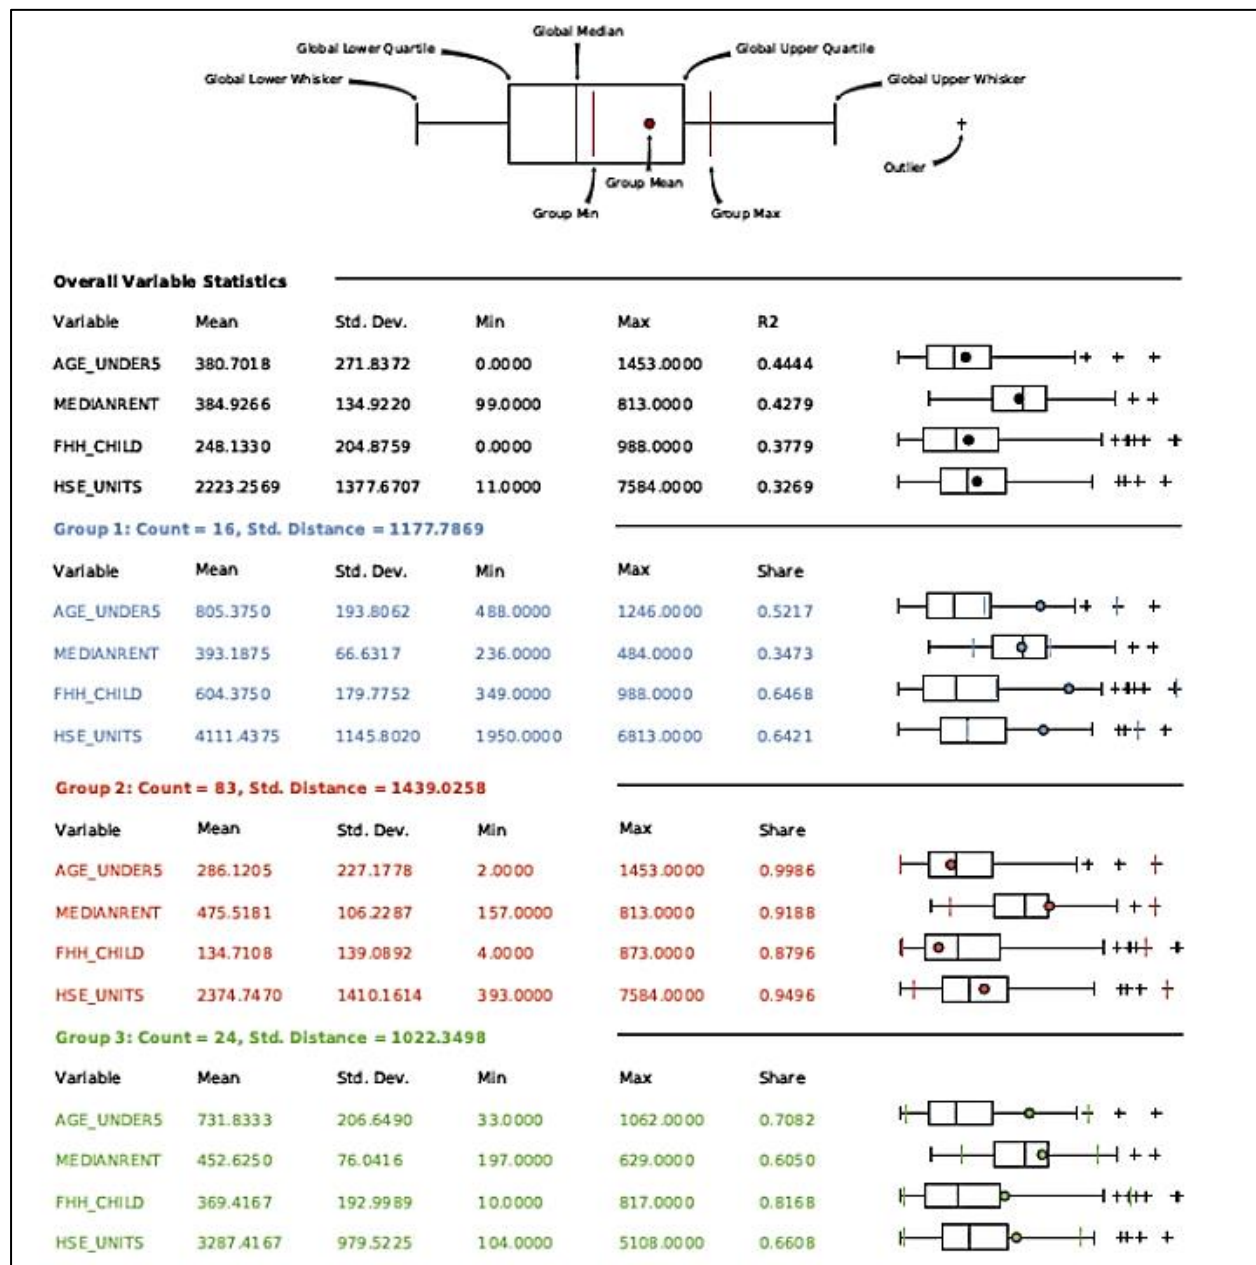 Global Median
Global Lower Quartile
Global Upper Quartile
Global Lower Whisker
Global Upper Whisker
Outlier
Group Mean
Group Min
Group Max
Overall Variable Statistics
Variable Mean Std. Dev. Min Max R2
AGE_UNDER5 380.7018 271.8372 0.0000 1453.0000 0.4444
MEDIANRENT 384.9266 134.9220 99.0000 813.0000 0.4279
FHH_CHILD 248.1330 204.8759 0.0000 988.0000 0.3779
HSE_UNITS 2223.2569 1377.6707 11.0000 7584.0000 0.3269
Group 1: Count = 16, Std. Distance = 1177.7869
Variable Mean Std. Dev. Min Max Share
AGE_UNDER5 805.3750 193.8062 488.0000 1246.0000 0.5217
MEDIANRENT 393.1875 66.6317 236.0000 484.0000 0.3473
FHH_CHILD 604.3750 179.7752 349.0000 988.0000 0.6468
HSE_UNITS 4111.4375 1145.8020 1950.0000 6813.0000 0.6421
Group 2: Count = 83, Std. Distance = 1439.0258
Variable Mean Std. Dev. Min Max Share
AGE_UNDER5 286.1205 227.1778 2.0000 1453.0000 0.9986
MEDIANRENT 475.5181 106.2287 157.0000 813.0000 0.9188
FHH_CHILD 134.7108 139.0892 4.0000 873.0000 0.8796
HSE_UNITS 2374.7470 1410.1614 393.0000 7584.0000 0.9496
Group 3: Count = 24, Std. Distance = 1022.3498
Variable Mean Std. Dev. Min Max Share
AGE_UNDER5 731.8333 206.6490 33.0000 1062.0000 0.7082
MEDIANRENT 452.6250 76.0416 197.0000 629.0000 0.6050
FHH_CHILD 369.4167 192.9989 10.0000 817.0000 0.8168
HSE_UNITS 3287.4167 979.5225 104.0000 5108.0000 0.6608